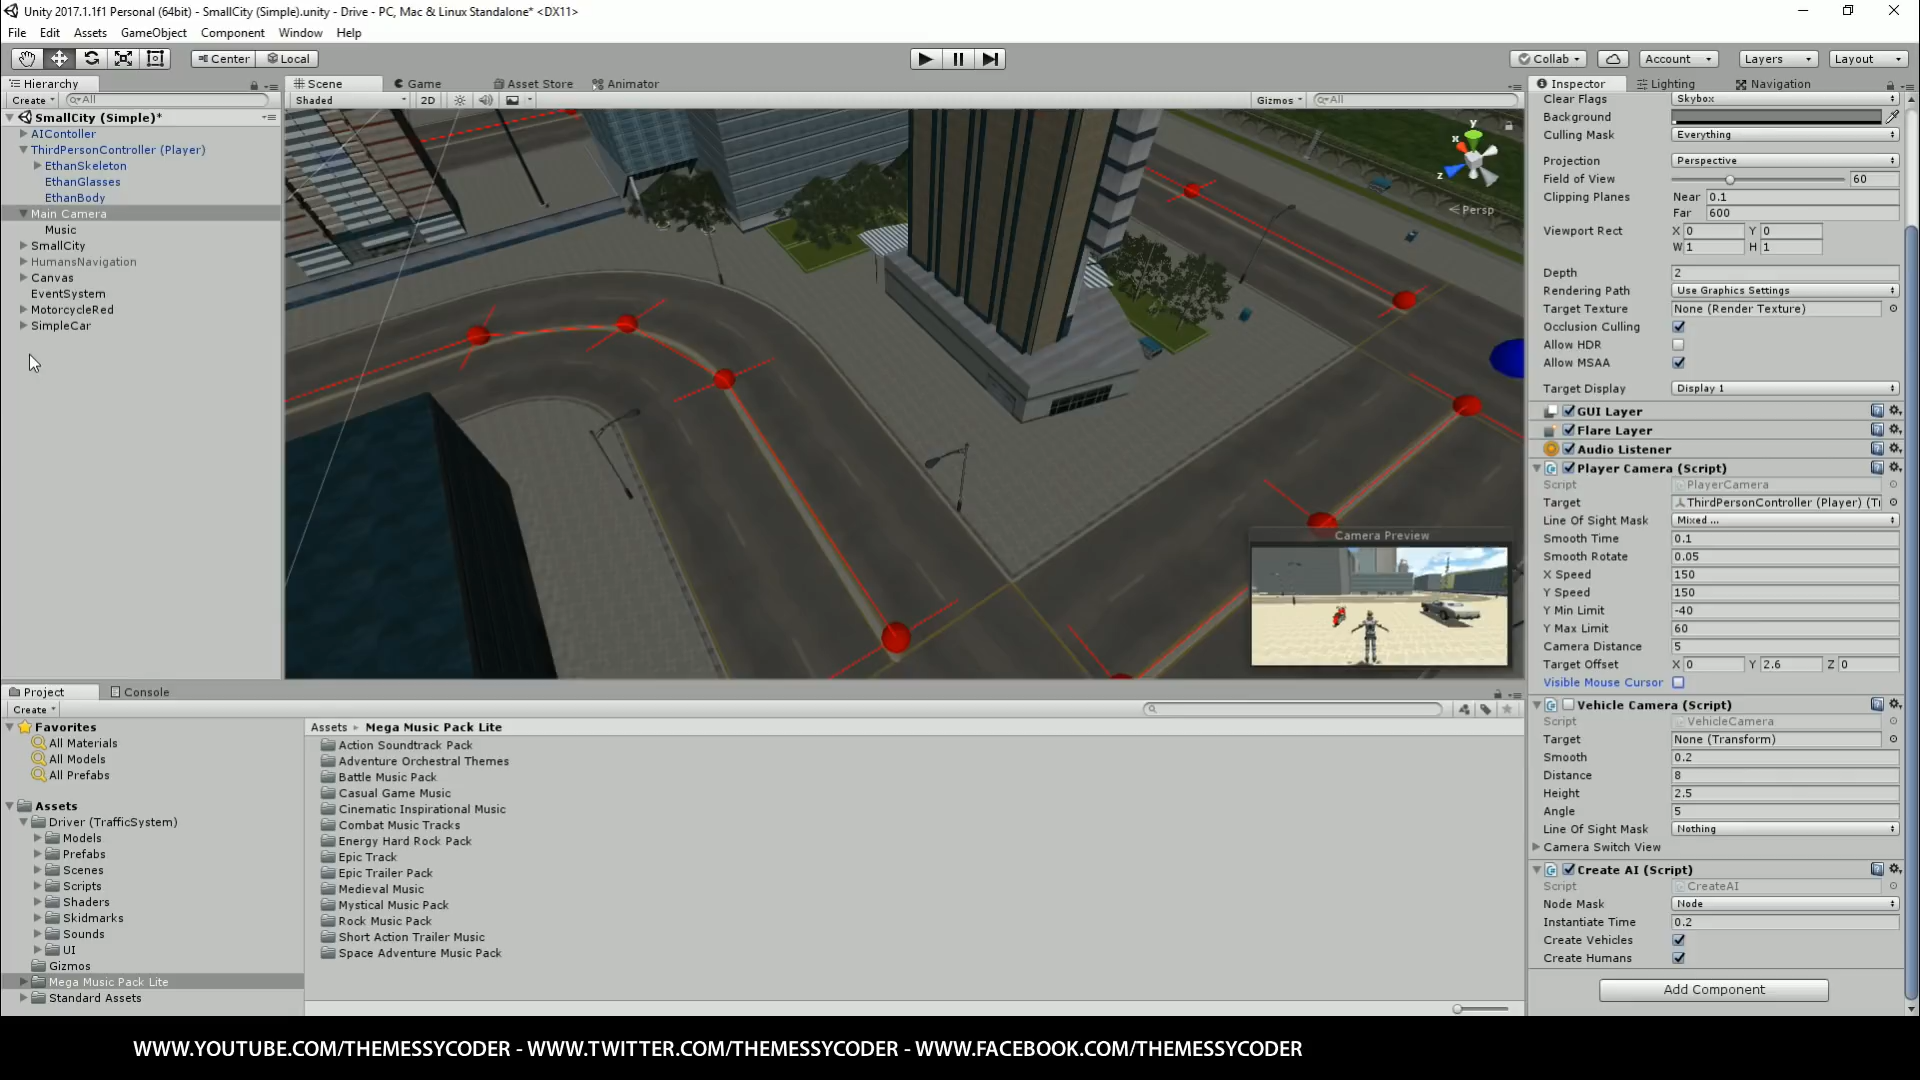 Unity 2017.1.1f1 Personal (64bit) - SmallCity (Simple).unity - Drive - PC, Mac & Linux Standalone* <DX11>
File Edit Assets GameObject Component Window Help
Center Local Collab Account Layers Layout
Hierarchy
Create All
SmallCity (Simple)*
AIContoller
ThirdPersonController (Player)
EthanSkeleton
EthanGlasses
EthanBody
Main Camera
Music
SmallCity
HumansNavigation
Canvas
EventSystem
MotorcycleRed
SimpleCar
Scene Game Asset Store Animator
Shaded 2D Gizmos All
y
x
z
Persp
Camera Preview
Inspector Lighting Navigation
Clear Flags Skybox
Background
Culling Mask Everything
Projection Perspective
Field of View 60
Clipping Planes Near 0.1
Far 600
Viewport Rect X 0 Y 0
W 1 H 1
Depth 2
Rendering Path Use Graphics Settings
Target Texture None (Render Texture)
Occlusion Culling
Allow HDR
Allow MSAA
Target Display Display 1
GUI Layer
Flare Layer
Audio Listener
Player Camera (Script)
Script PlayerCamera
Target ThirdPersonController (Player) (Tr
Line Of Sight Mask Mixed ...
Smooth Time 0.1
Smooth Rotate 0.05
X Speed 150
Y Speed 150
Y Min Limit -40
Y Max Limit 60
Camera Distance 5
Target Offset X 0 Y 2.6 Z 0
Visible Mouse Cursor
Vehicle Camera (Script)
Script VehicleCamera
Target None (Transform)
Smooth 0.2
Distance 8
Height 2.5
Angle 5
Line Of Sight Mask Nothing
Camera Switch View
Create AI (Script)
Script CreateAI
Node Mask Node
Instantiate Time 0.2
Create Vehicles
Create Humans
Add Component
Project Console
Create
Favorites
All Materials
All Models
All Prefabs
Assets
Driver (TrafficSystem)
Models
Prefabs
Scenes
Scripts
Shaders
Skidmarks
Sounds
UI
Gizmos
Mega Music Pack Lite
Standard Assets
Assets Mega Music Pack Lite
Action Soundtrack Pack
Adventure Orchestral Themes
Battle Music Pack
Casual Game Music
Cinematic Inspirational Music
Combat Music Tracks
Energy Hard Rock Pack
Epic Track
Epic Trailer Pack
Medieval Music
Mystical Music Pack
Rock Music Pack
Short Action Trailer Music
Space Adventure Music Pack
WWW.YOUTUBE.COM/THEMESSYCODER - WWW.TWITTER.COM/THEMESSYCODER - WWW.FACEBOOK.COM/THEMESSYCODER